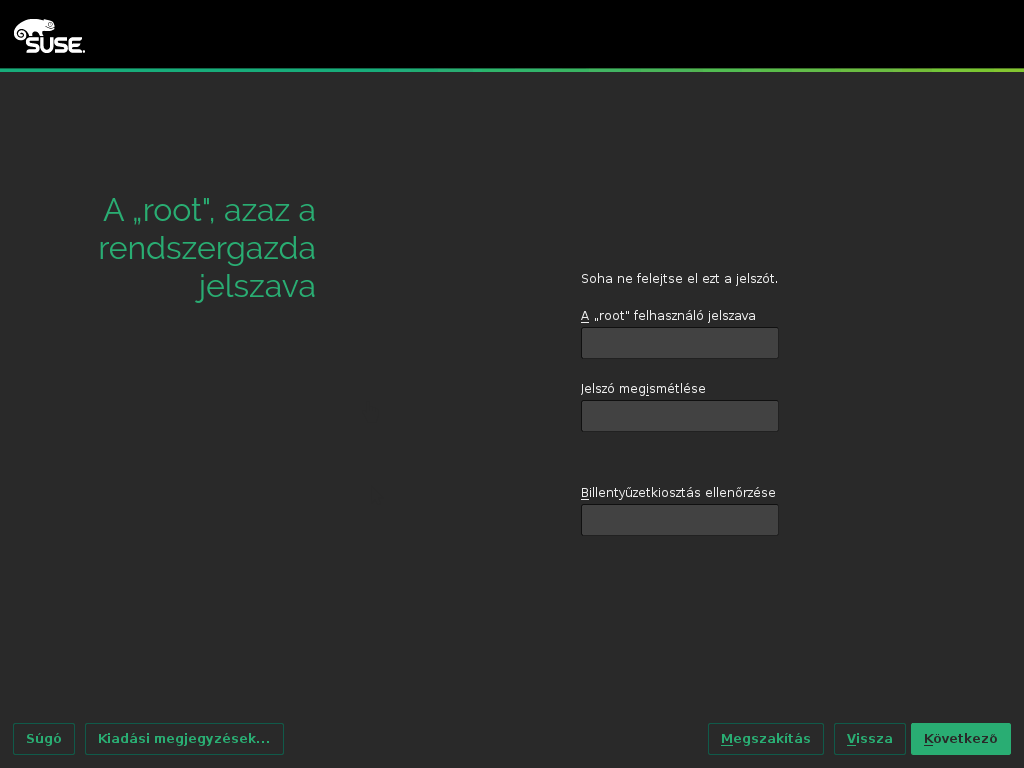 SUSE.
A „root", azaz a
rendszergazda
jelszava
Soha ne felejtse el ezt a jelszót.
A „root" felhasználó jelszava
Jelszó megismétlése
Billentyűzetkiosztás ellenőrzése
Súgó
Kiadási megjegyzések...
Megszakítás
Vissza
Következő